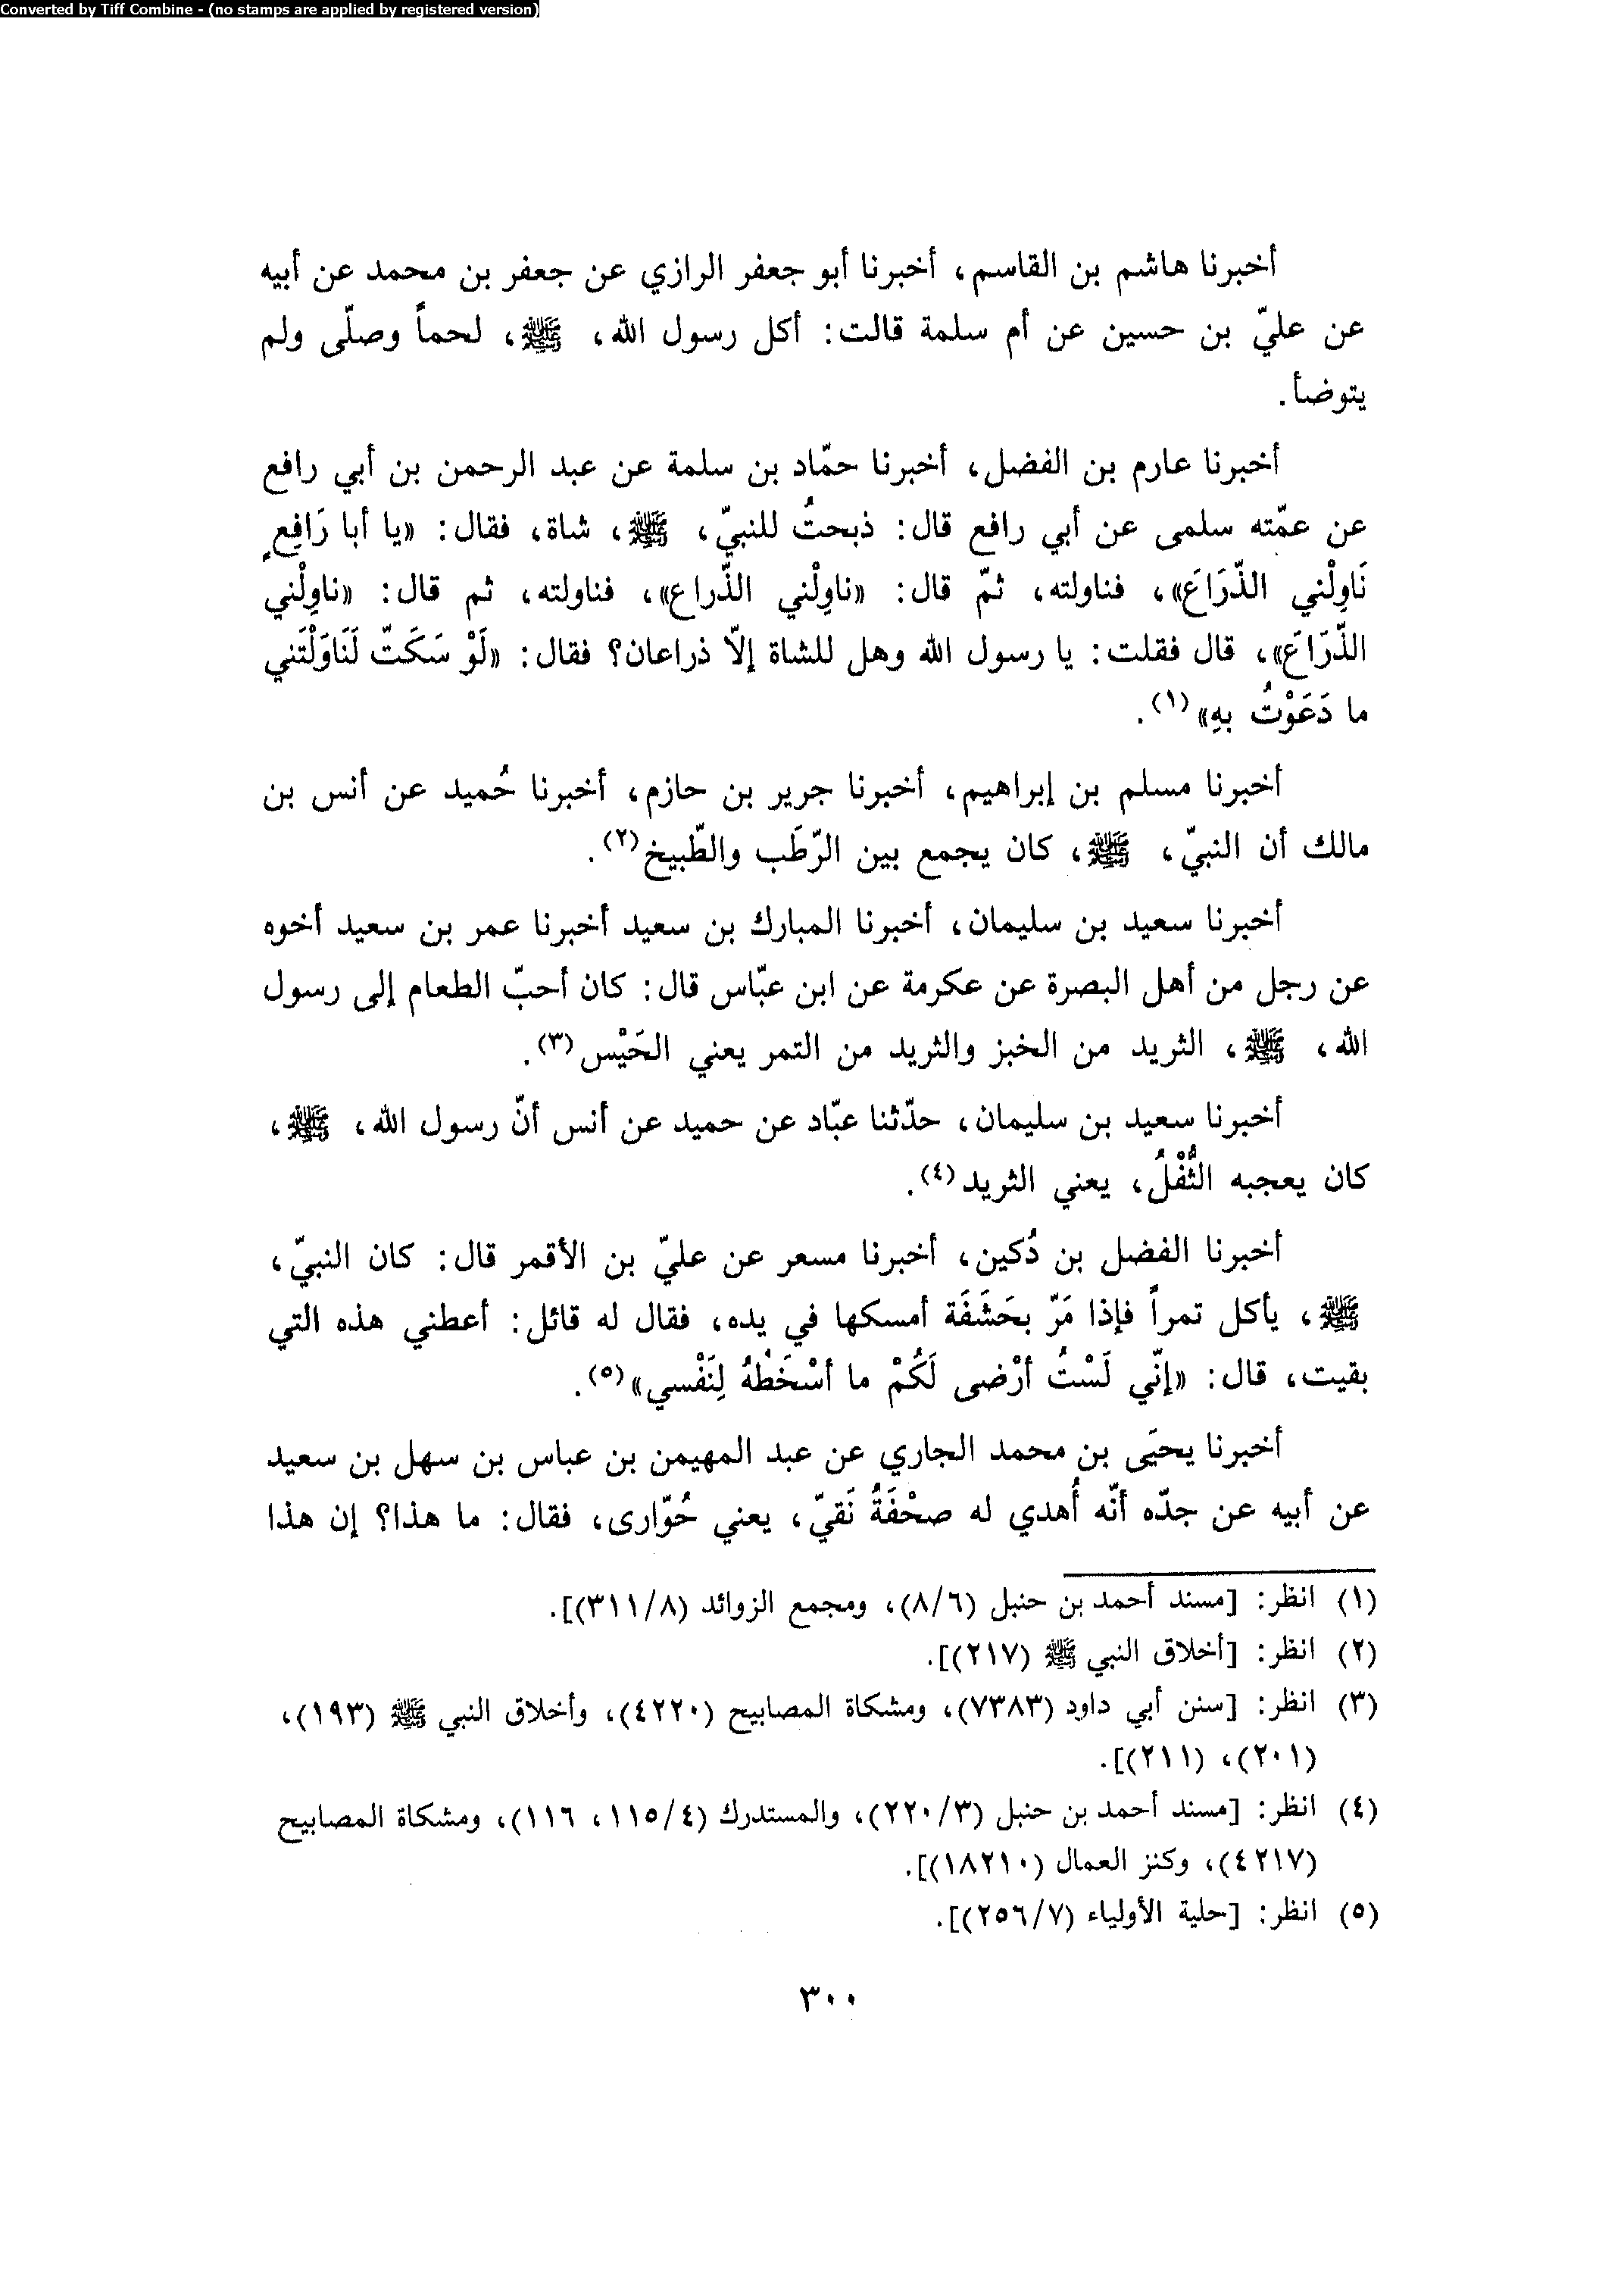 Converted by Tiff Combine - (no stamps are applied by registered version)
أخبرنا هاشم بن القاسم، أخبرنا أبو جعفر الرازي عن جعفر بن محمد عن أبيه
عن عليّ بن حسين عن أم سلمة قالت: أكل رسول الله، ﷺ، لحماً وصلّى ولم
يتوضأ.
أخبرنا عارم بن الفضل، أخبرنا حمّاد بن سلمة عن عبد الرحمن بن أبي رافع
عن عمّته سلمى عن أبي رافع قال: ذبحتُ للنبيّ، ﷺ، شاة، فقال: «يا أبا رَافِعٍ
نَاوِلْني الذّرَاعَ»، فناولته، ثمّ قال: «ناوِلْني الذّراع»، فناولته، ثم قال: «ناوِلْني
الذّرَاعَ»، قال فقلت: يا رسول الله وهل للشاة إلاّ ذراعان؟ فقال: «لَوْ سَكَتّ لَنَاوَلْتَني
ما دَعَوْتُ بهِ»(١).
أخبرنا مسلم بن إبراهيم، أخبرنا جرير بن حازم، أخبرنا حُميد عن أنس بن
مالك أن النبيّ، ﷺ، كان يجمع بين الرّطَب والطّبيخ(٢).
أخبرنا سعيد بن سليمان، أخبرنا المبارك بن سعيد أخبرنا عمر بن سعيد أخوه
عن رجل من أهل البصرة عن عكرمة عن ابن عبّاس قال: كان أحبّ الطعام إلى رسول
الله، ﷺ، الثريد من الخبز والثريد من التمر يعني الحَيْس(٣).
أخبرنا سعيد بن سليمان، حدّثنا عبّاد عن حميد عن أنس أنّ رسول الله، ﷺ،
كان يعجبه الثُّفْلُ، يعني الثريد(٤).
أخبرنا الفضل بن دُكين، أخبرنا مسعر عن عليّ بن الأقمر قال: كان النبيّ،
ﷺ، يأكل تمراً فإذا مَرّ بحَشَفَة أمسكها في يده، فقال له قائل: أعطني هذه التي
بقيت، قال: «إنّي لَسْتُ أرْضى لَكُمْ ما أسْخَطُهُ لِنَفْسي»(٥).
أخبرنا يحيَى بن محمد الجاري عن عبد المهيمن بن عباس بن سهل بن سعيد
عن أبيه عن جدّه أنّه أُهدي له صحْفَةُ نَقيّ، يعني حُوّارى، فقال: ما هذا؟ إن هذا
(١) انظر: [مسند أحمد بن حنبل (٨/٦)، ومجمع الزوائد (٣١١/٨)].
(٢) انظر: [أخلاق النبي ﷺ (٢١٧)].
(٣) انظر: [سنن أبي داود (٧٣٨٣)، ومشكاة المصابيح (٤٢٢٠)، وأخلاق النبي ﷺ (١٩٣)،
(٢٠١)، (٢١١)].
(٤) انظر: [مسند أحمد بن حنبل (٢٢٠/٣)، والمستدرك (١١٥/٤، ١١٦)، ومشكاة المصابيح
(٤٢١٧)، وكنز العمال (١٨٢١٠)].
(٥) انظر: [حلية الأولياء (٢٥٦/٧)].
٣٠٠